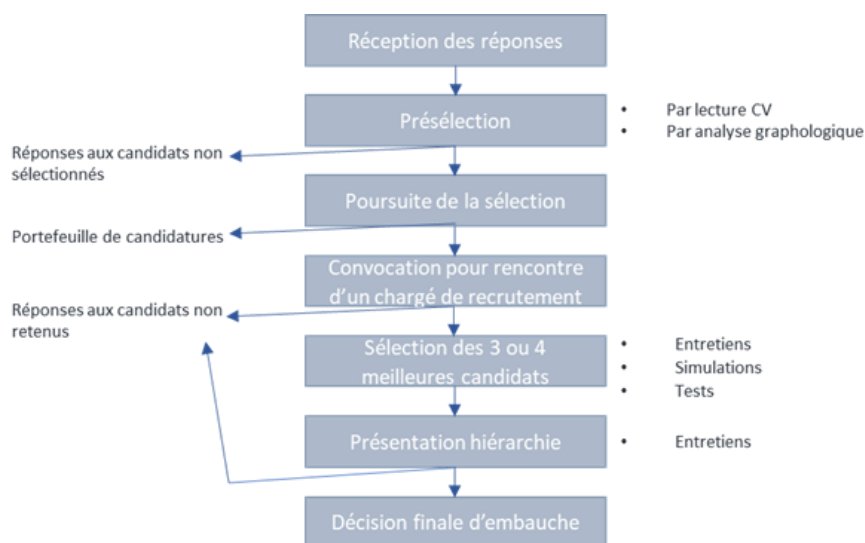 Réception des réponses
Présélection
• Par lecture CV
• Par analyse graphologique
Réponses aux candidats non
sélectionnés
Poursuite de la sélection
Portefeuille de candidatures
Convocation pour rencontre
d’un chargé de recrutement
Réponses aux candidats non
retenus
Sélection des 3 ou 4
meilleures candidats
• Entretiens
• Simulations
• Tests
Présentation hiérarchie
• Entretiens
Décision finale d’embauche